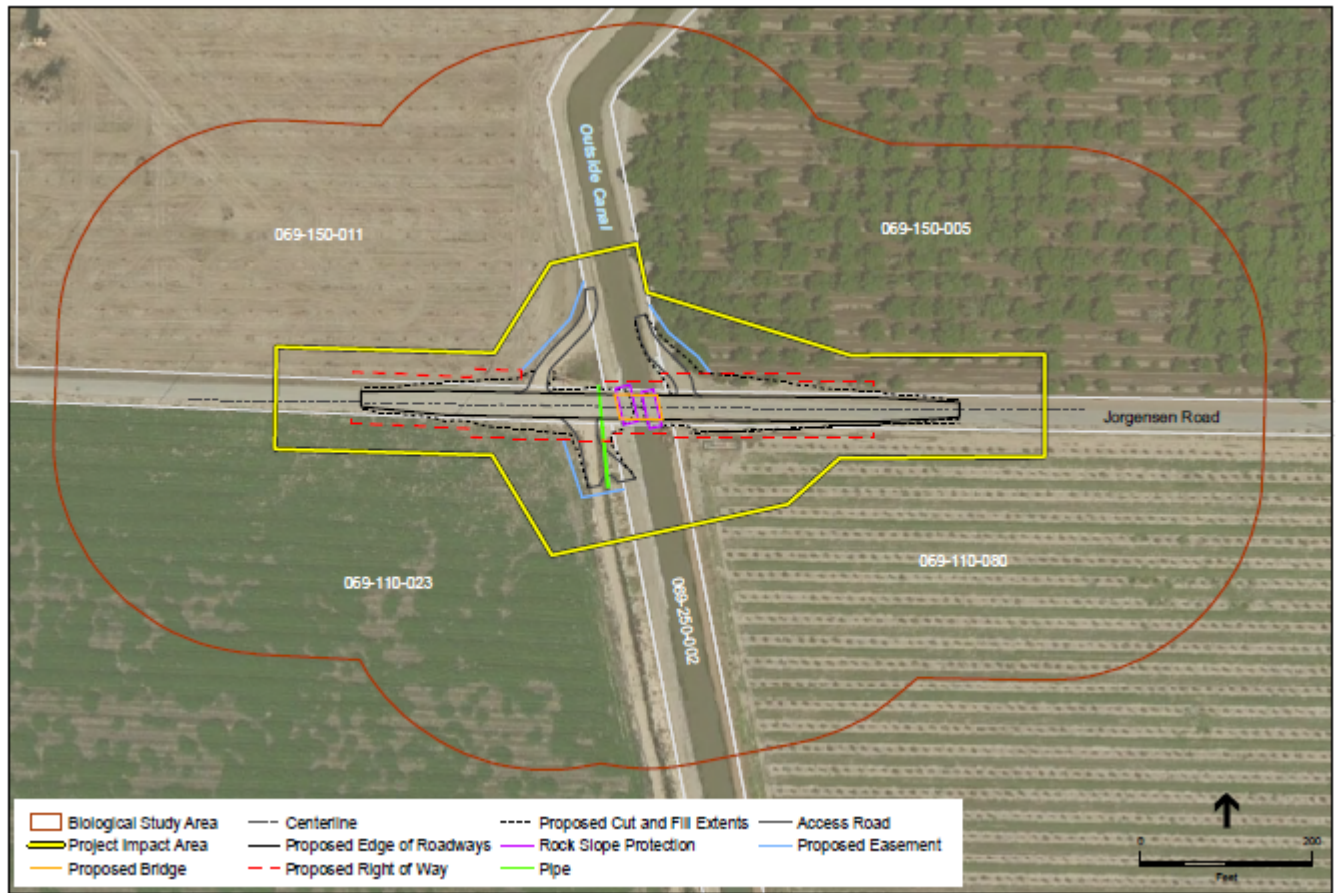 Outside Canal
069-150-011
069-150-005
Jorgensen Road
069-110-023
069-110-080
069-250-002
Biological Study Area
Centerline
Proposed Cut and Fill Extents
Access Road
Project Impact Area
Proposed Edge of Roadways
Rock Slope Protection
Proposed Easement
Proposed Bridge
Proposed Right of Way
Pipe
0
200
Feet